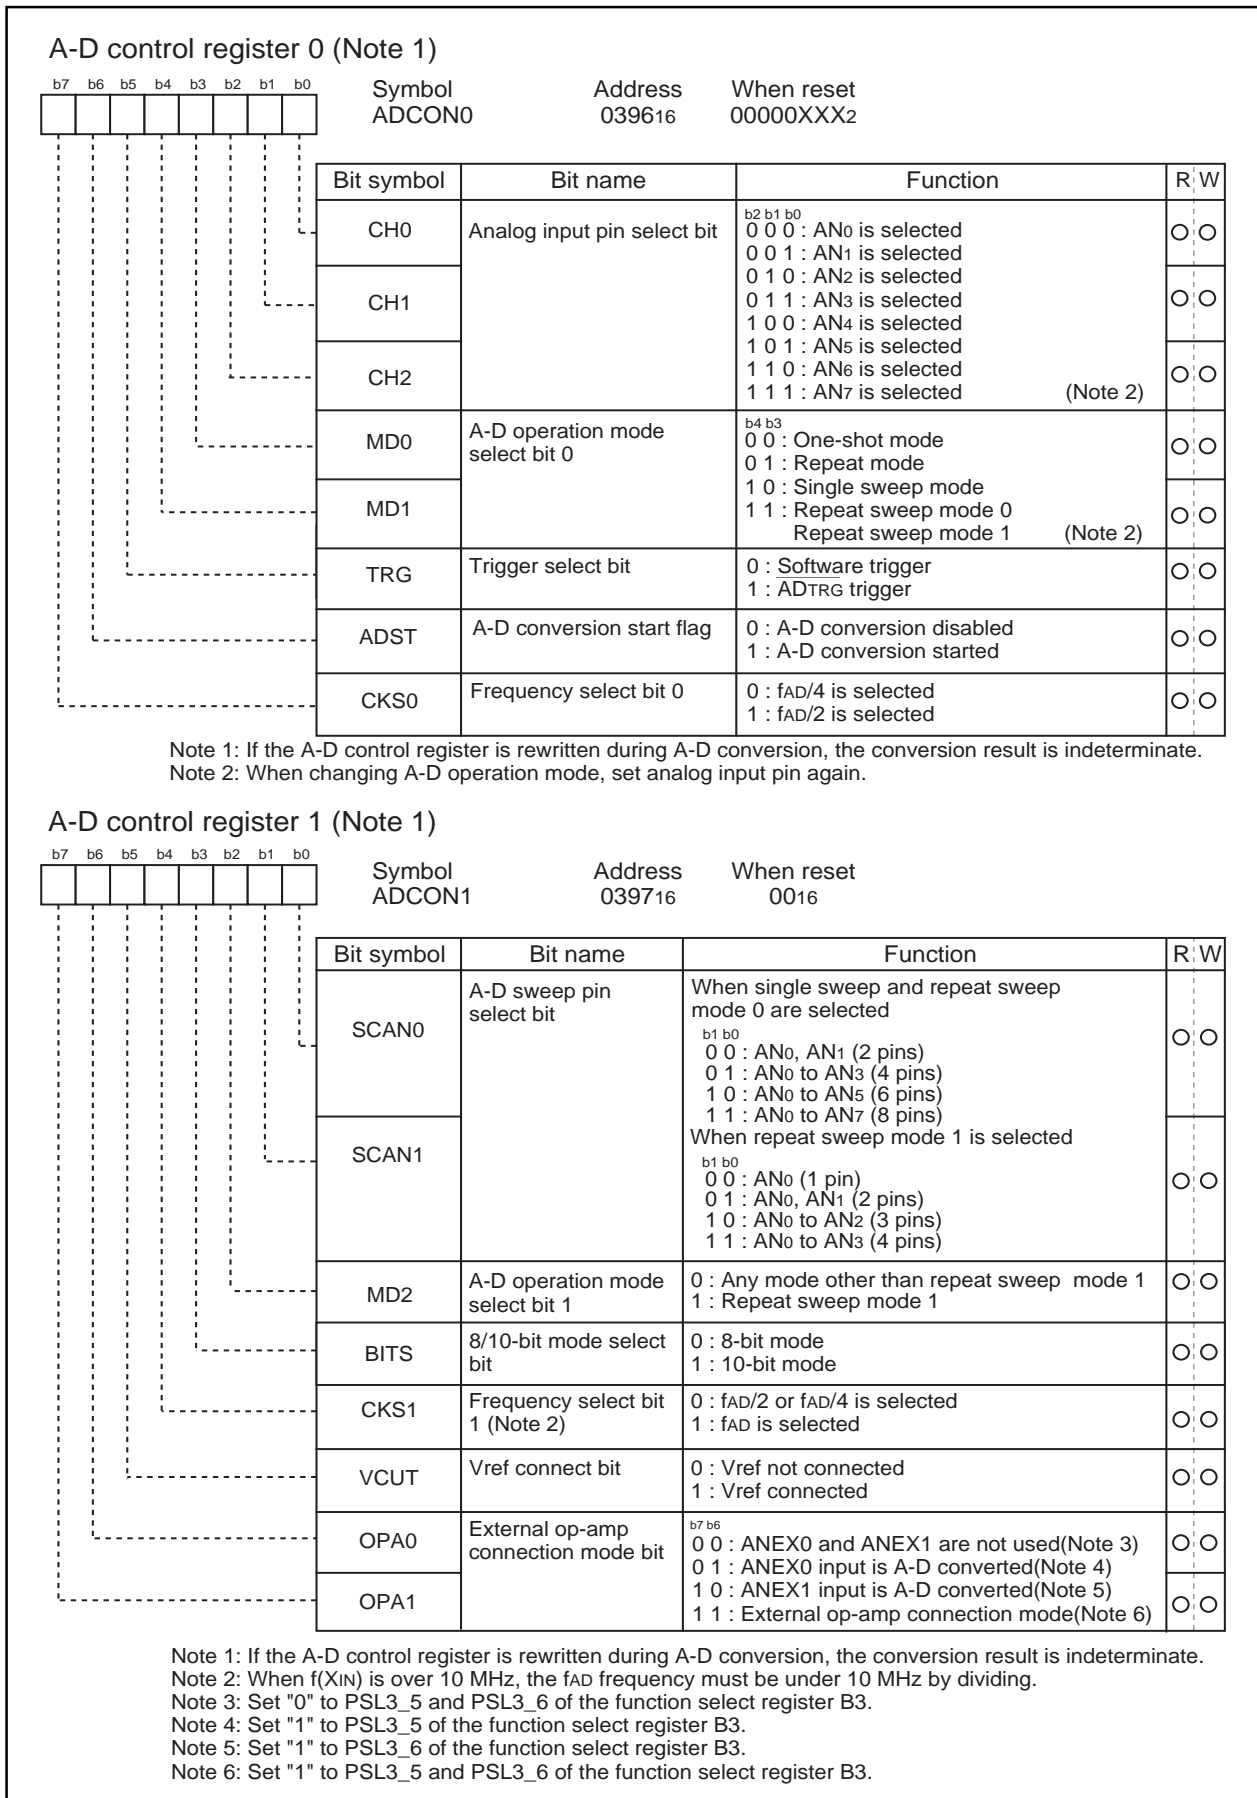 A-D control register 0 (Note 1)
b7 b6 b5 b4 b3 b2 b1 b0
Symbol Address When reset
ADCON0 039616 00000XXX2
Bit symbol Bit name Function R W
CH0 Analog input pin select bit
b2 b1 b0
0 0 0 : AN0 is selected
0 0 1 : AN1 is selected
0 1 0 : AN2 is selected
CH1
0 1 1 : AN3 is selected
1 0 0 : AN4 is selected
1 0 1 : AN5 is selected
CH2
1 1 0 : AN6 is selected
1 1 1 : AN7 is selected (Note 2)
MD0 A-D operation mode
select bit 0
b4 b3
0 0 : One-shot mode
0 1 : Repeat mode
1 0 : Single sweep mode
MD1
1 1 : Repeat sweep mode 0
Repeat sweep mode 1 (Note 2)
TRG Trigger select bit
0 : Software trigger
1 : ADTRG trigger
ADST A-D conversion start flag
0 : A-D conversion disabled
1 : A-D conversion started
CKS0 Frequency select bit 0
0 : fAD/4 is selected
1 : fAD/2 is selected
Note 1: If the A-D control register is rewritten during A-D conversion, the conversion result is indeterminate.
Note 2: When changing A-D operation mode, set analog input pin again.
A-D control register 1 (Note 1)
b7 b6 b5 b4 b3 b2 b1 b0
Symbol Address When reset
ADCON1 039716 0016
Bit symbol Bit name Function R W
SCAN0 A-D sweep pin
select bit
When single sweep and repeat sweep
mode 0 are selected
b1 b0
0 0 : AN0, AN1 (2 pins)
0 1 : AN0 to AN3 (4 pins)
1 0 : AN0 to AN5 (6 pins)
1 1 : AN0 to AN7 (8 pins)
SCAN1
When repeat sweep mode 1 is selected
b1 b0
0 0 : AN0 (1 pin)
0 1 : AN0, AN1 (2 pins)
1 0 : AN0 to AN2 (3 pins)
1 1 : AN0 to AN3 (4 pins)
MD2 A-D operation mode
select bit 1
0 : Any mode other than repeat sweep mode 1
1 : Repeat sweep mode 1
BITS 8/10-bit mode select
bit
0 : 8-bit mode
1 : 10-bit mode
CKS1 Frequency select bit
1 (Note 2)
0 : fAD/2 or fAD/4 is selected
1 : fAD is selected
VCUT Vref connect bit
0 : Vref not connected
1 : Vref connected
OPA0 External op-amp
connection mode bit
b7 b6
0 0 : ANEX0 and ANEX1 are not used(Note 3)
0 1 : ANEX0 input is A-D converted(Note 4)
OPA1
1 0 : ANEX1 input is A-D converted(Note 5)
1 1 : External op-amp connection mode(Note 6)
Note 1: If the A-D control register is rewritten during A-D conversion, the conversion result is indeterminate.
Note 2: When f(XIN) is over 10 MHz, the fAD frequency must be under 10 MHz by dividing.
Note 3: Set "0" to PSL3_5 and PSL3_6 of the function select register B3.
Note 4: Set "1" to PSL3_5 of the function select register B3.
Note 5: Set "1" to PSL3_6 of the function select register B3.
Note 6: Set "1" to PSL3_5 and PSL3_6 of the function select register B3.